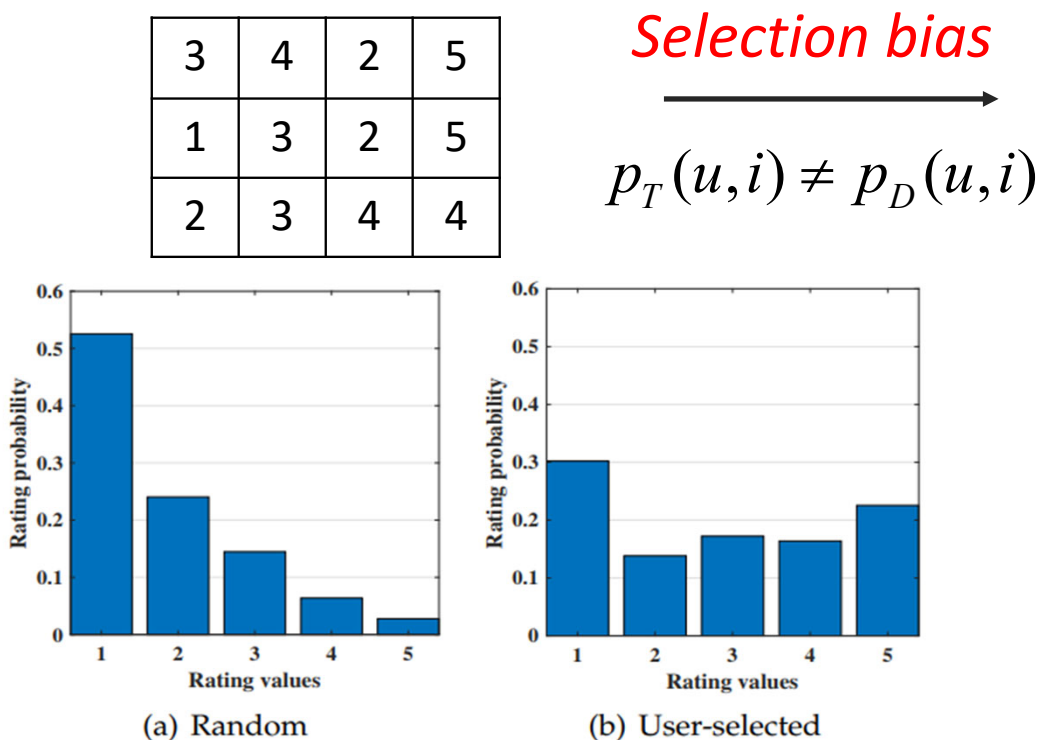 3 4 2 5
1 3 2 5
2 3 4 4
Selection bias
p_T(u,i) ≠ p_D(u,i)
0.6
0.5
0.4
0.3
0.2
0.1
0
Rating probability
1 2 3 4 5
Rating values
(a) Random
0.6
0.5
0.4
0.3
0.2
0.1
0
Rating probability
1 2 3 4 5
Rating values
(b) User-selected